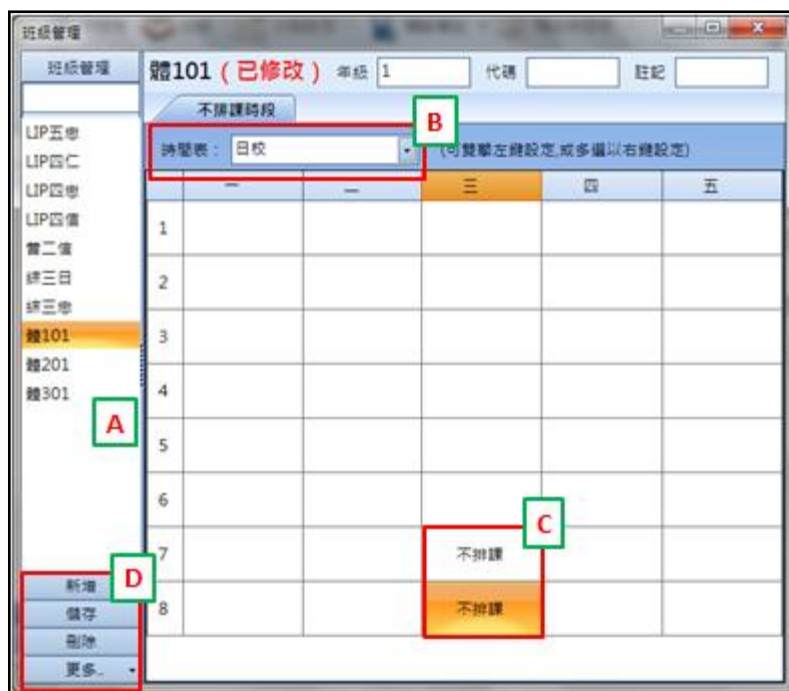 班級管理
班級管理
體101 ( 已修改 ) 年級 1 代碼 註記
不排課時段
B
時間表： 日校 (可雙擊左鍵設定,或多選以右鍵設定)
LIP五忠
LIP四仁
LIP四忠
LIP四信
綜三日
綜三忠
體101
體201
體301
A
一 二 三 四 五
1
2
3
4
5
6
C
7 不排課
8 不排課
D
新增
儲存
刪除
更多..